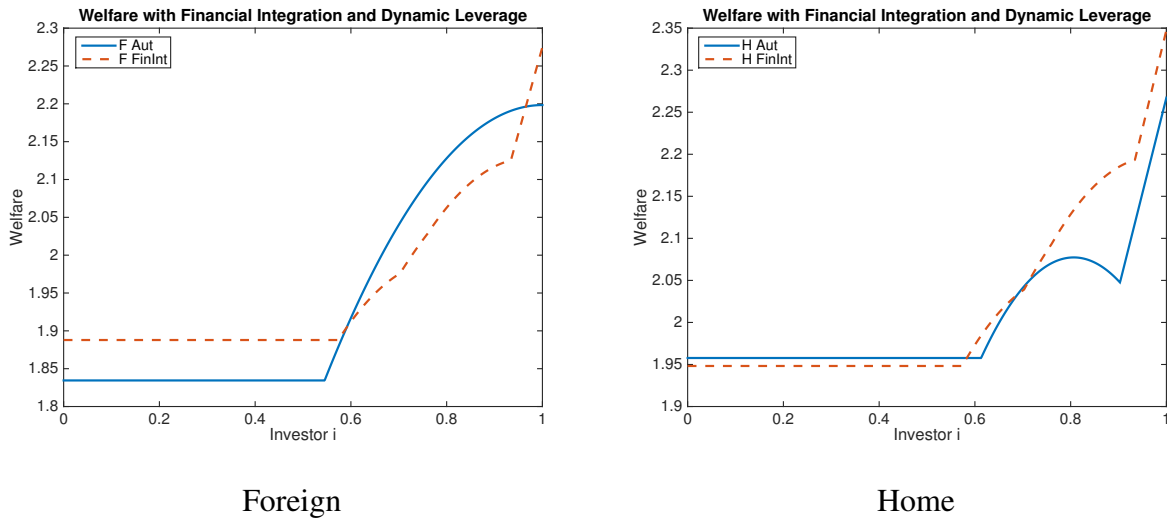 Welfare with Financial Integration and Dynamic Leverage
2.3
2.25
2.2
2.15
2.1
2.05
2
1.95
1.9
1.85
1.8
Welfare
F Aut
F FinInt
0 0.2 0.4 0.6 0.8 1
Investor i
Foreign
Welfare with Financial Integration and Dynamic Leverage
2.35
2.3
2.25
2.2
2.15
2.1
2.05
2
1.95
1.9
Welfare
H Aut
H FinInt
0 0.2 0.4 0.6 0.8 1
Investor i
Home